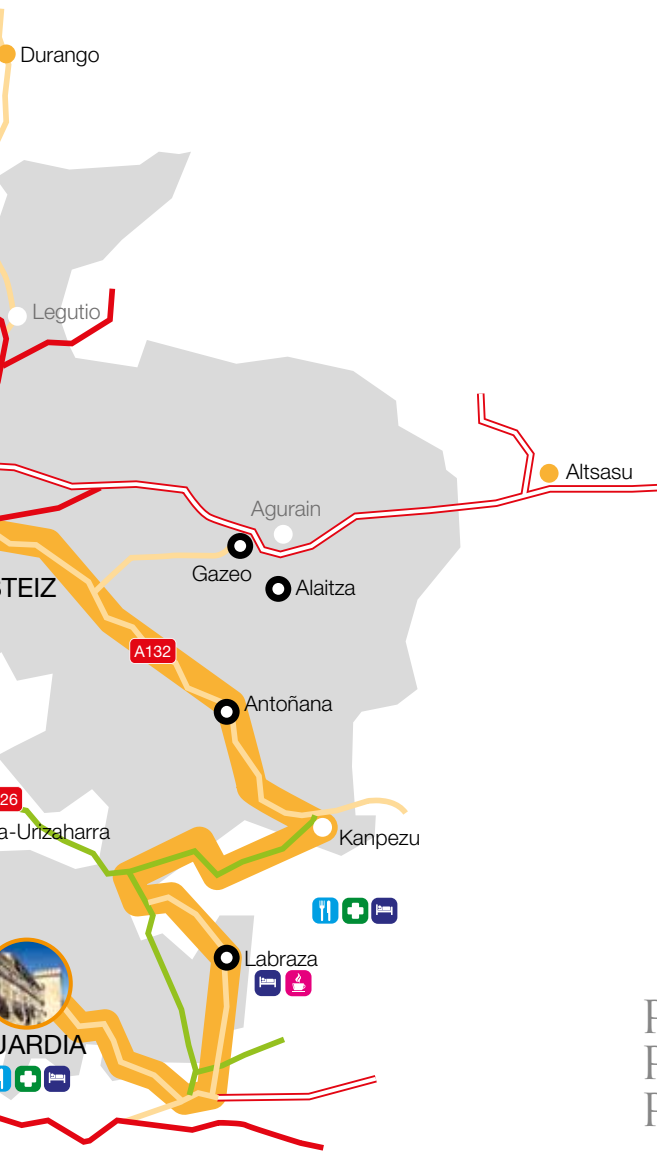 Durango
Legutio
Altsasu
Agurain
Gazeo
STEIZ
Alaitza
A132
Antoñana
26
a-Urizaharra
Kanpezu
Labraza
UARDIA